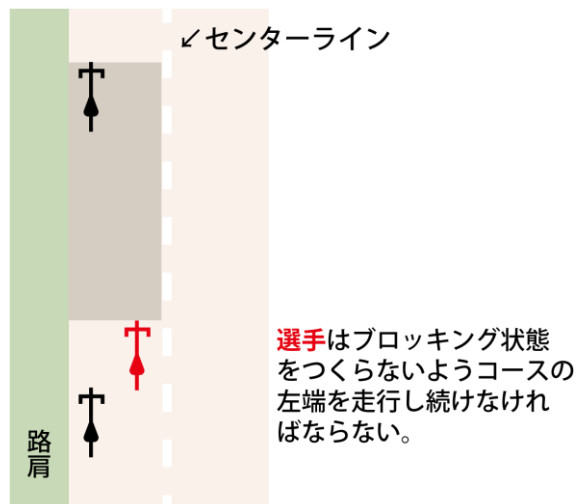 ↙センターライン
選手はブロッキング状態
をつくらないようコースの
左端を走行し続けなけれ
ばならない。
路肩